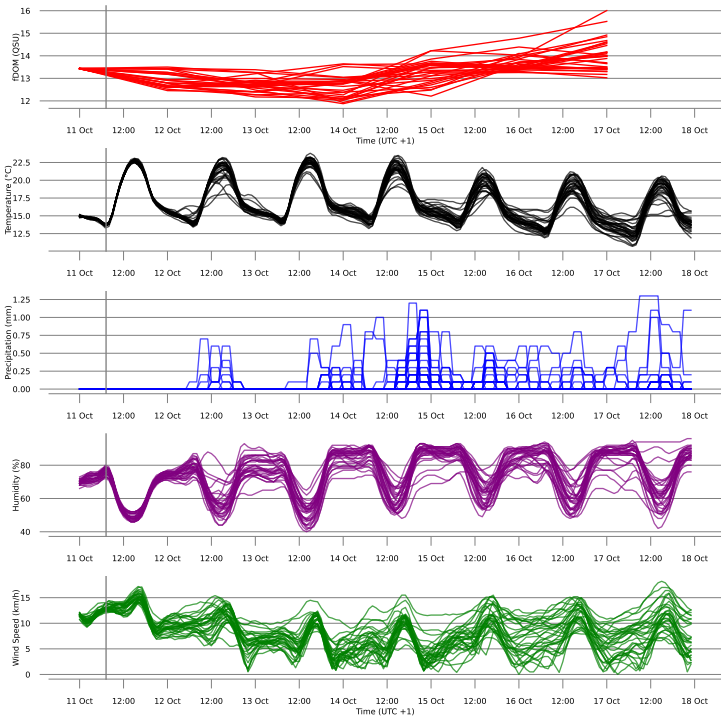 16
15
14
13
12
fDOM (QSU)
11 Oct 12:00 12 Oct 12:00 13 Oct 12:00 14 Oct 12:00 15 Oct 12:00 16 Oct 12:00 17 Oct 12:00 18 Oct
Time (UTC +1)
22.5
20.0
17.5
15.0
12.5
Temperature (°C)
11 Oct 12:00 12 Oct 12:00 13 Oct 12:00 14 Oct 12:00 15 Oct 12:00 16 Oct 12:00 17 Oct 12:00 18 Oct
1.25
1.00
0.75
0.50
0.25
0.00
Precipitation (mm)
11 Oct 12:00 12 Oct 12:00 13 Oct 12:00 14 Oct 12:00 15 Oct 12:00 16 Oct 12:00 17 Oct 12:00 18 Oct
80
60
40
Humidity (%)
11 Oct 12:00 12 Oct 12:00 13 Oct 12:00 14 Oct 12:00 15 Oct 12:00 16 Oct 12:00 17 Oct 12:00 18 Oct
15
10
5
0
Wind Speed (km/h)
11 Oct 12:00 12 Oct 12:00 13 Oct 12:00 14 Oct 12:00 15 Oct 12:00 16 Oct 12:00 17 Oct 12:00 18 Oct
Time (UTC +1)